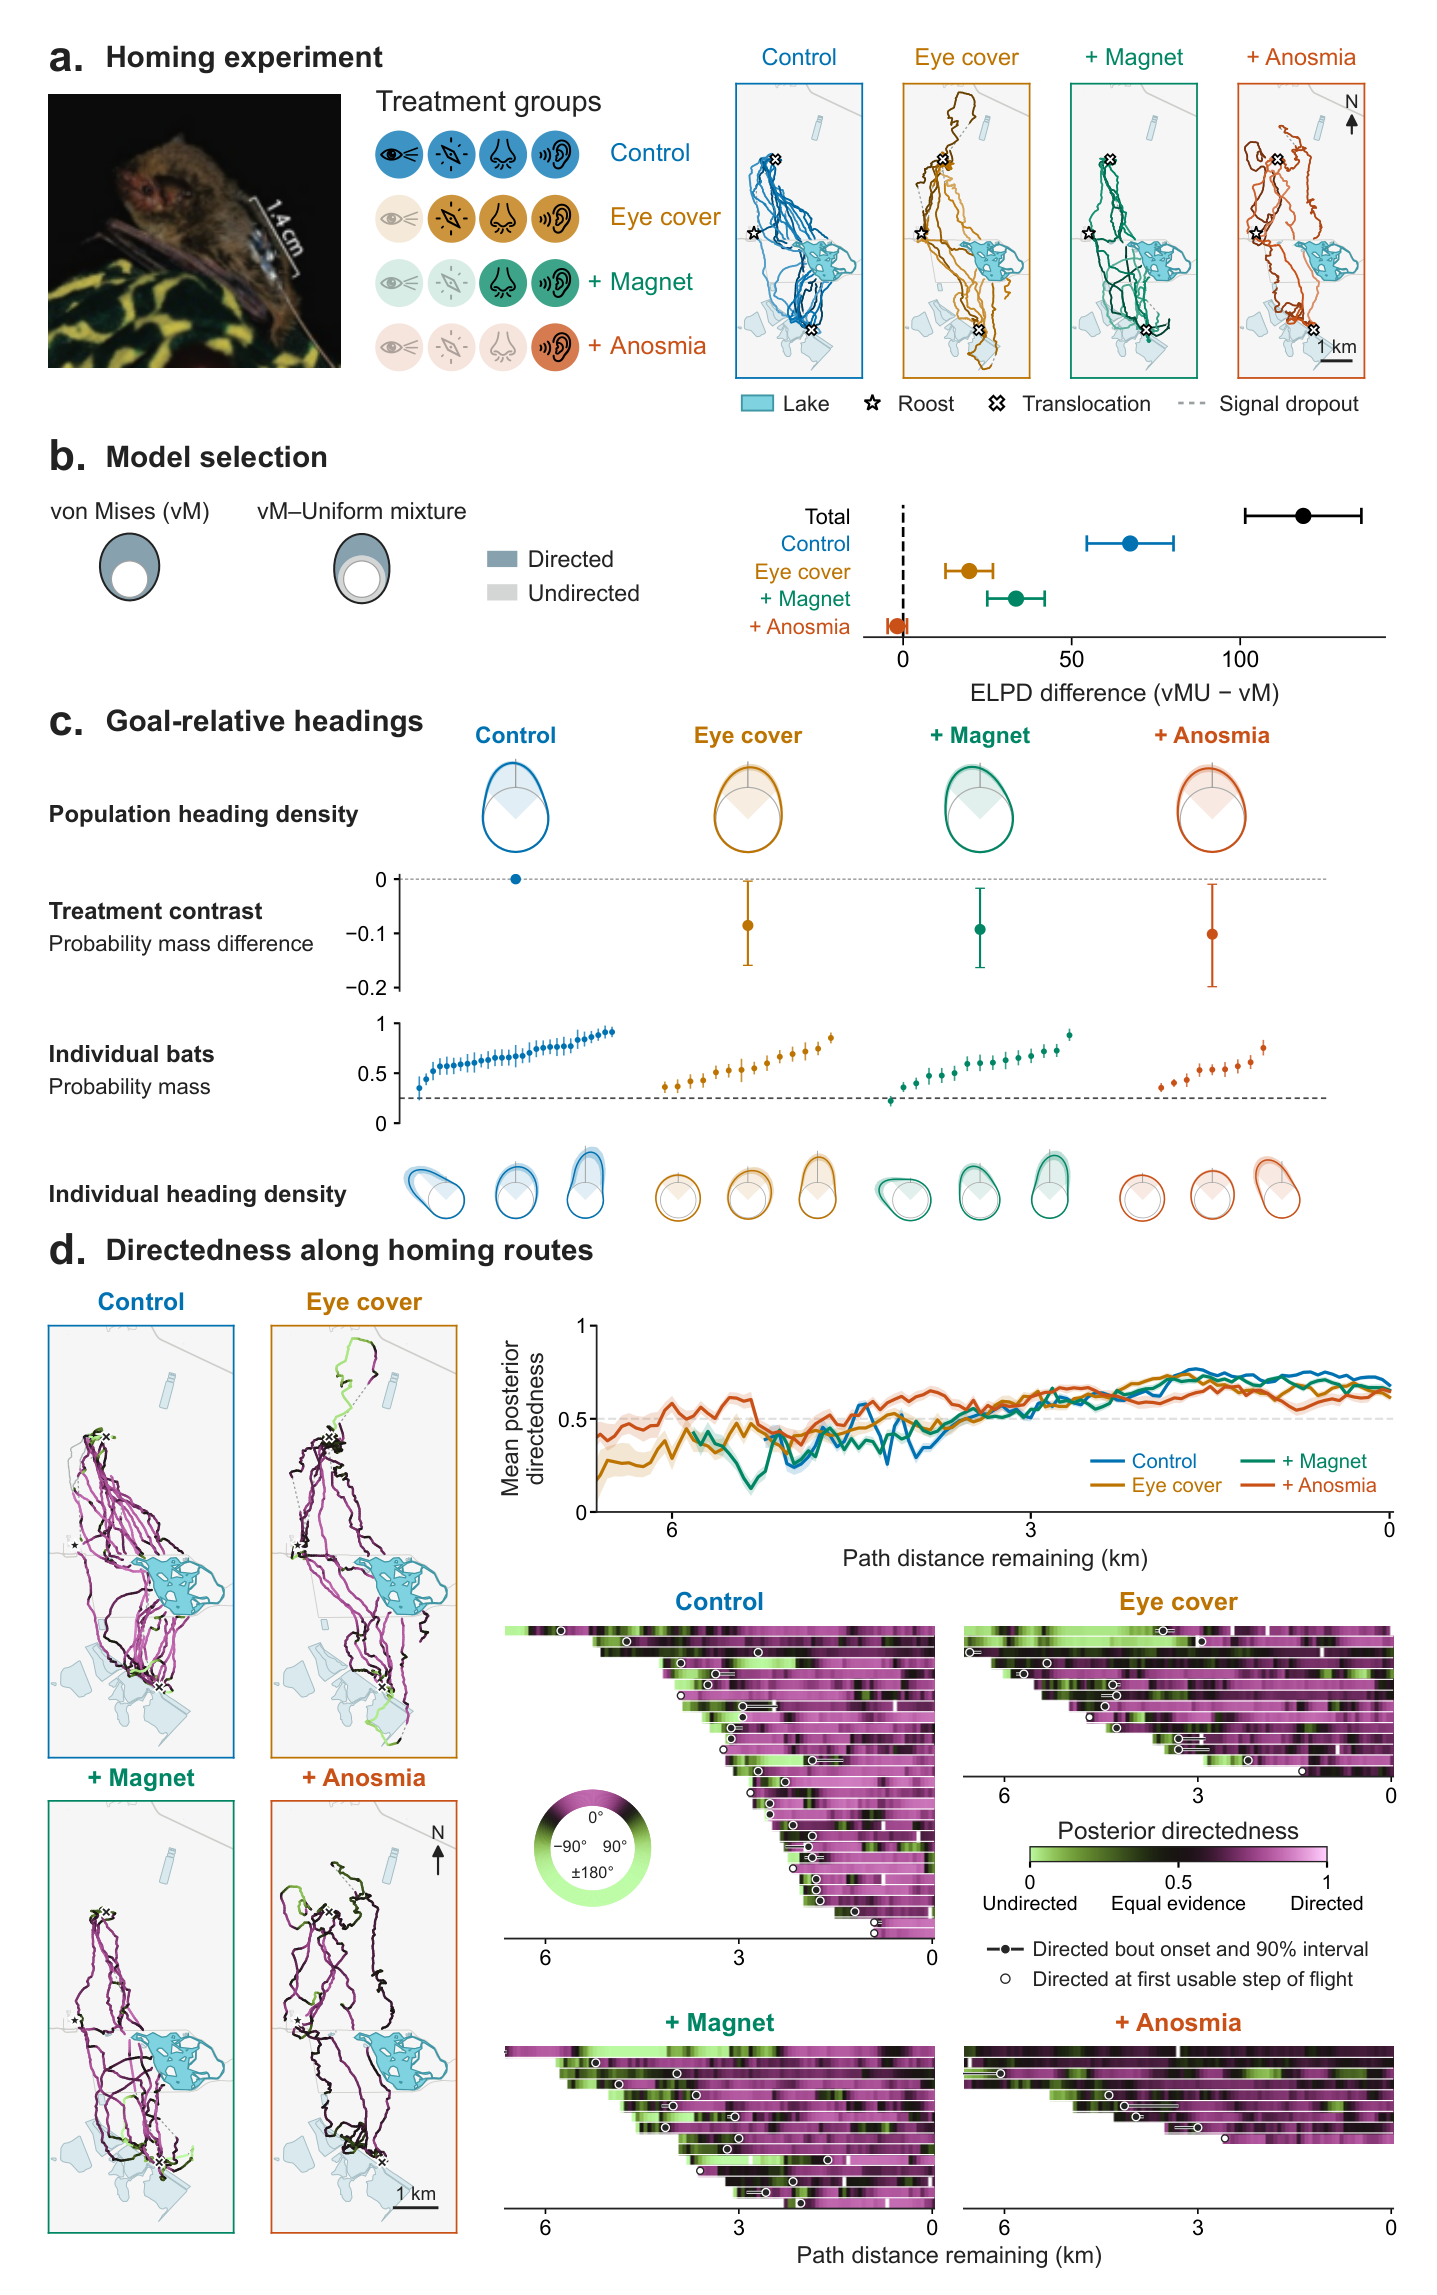 a. Homing experiment
1.4 cm
Treatment groups
Control
Eye cover
+ Magnet
+ Anosmia
Control
Eye cover
+ Magnet
+ Anosmia
N
1 km
Lake
Roost
Translocation
Signal dropout
b. Model selection
von Mises (vM)
vM–Uniform mixture
Directed
Undirected
Total
Control
Eye cover
+ Magnet
+ Anosmia
0 50 100
ELPD difference (vMU − vM)
c. Goal-relative headings
Control
Eye cover
+ Magnet
+ Anosmia
Population heading density
Treatment contrast
Probability mass difference
0
−0.1
−0.2
Individual bats
Probability mass
1
0.5
0
Individual heading density
d. Directedness along homing routes
Control
Eye cover
+ Magnet
+ Anosmia
N
1 km
Mean posterior
directedness
1
0.5
0
Control
Eye cover
+ Magnet
+ Anosmia
6 3 0
Path distance remaining (km)
Control
0°
−90° 90°
±180°
6 3 0
Eye cover
6 3 0
Posterior directedness
0 0.5 1
Undirected Equal evidence Directed
Directed bout onset and 90% interval
Directed at first usable step of flight
+ Magnet
6 3 0
+ Anosmia
6 3 0
Path distance remaining (km)